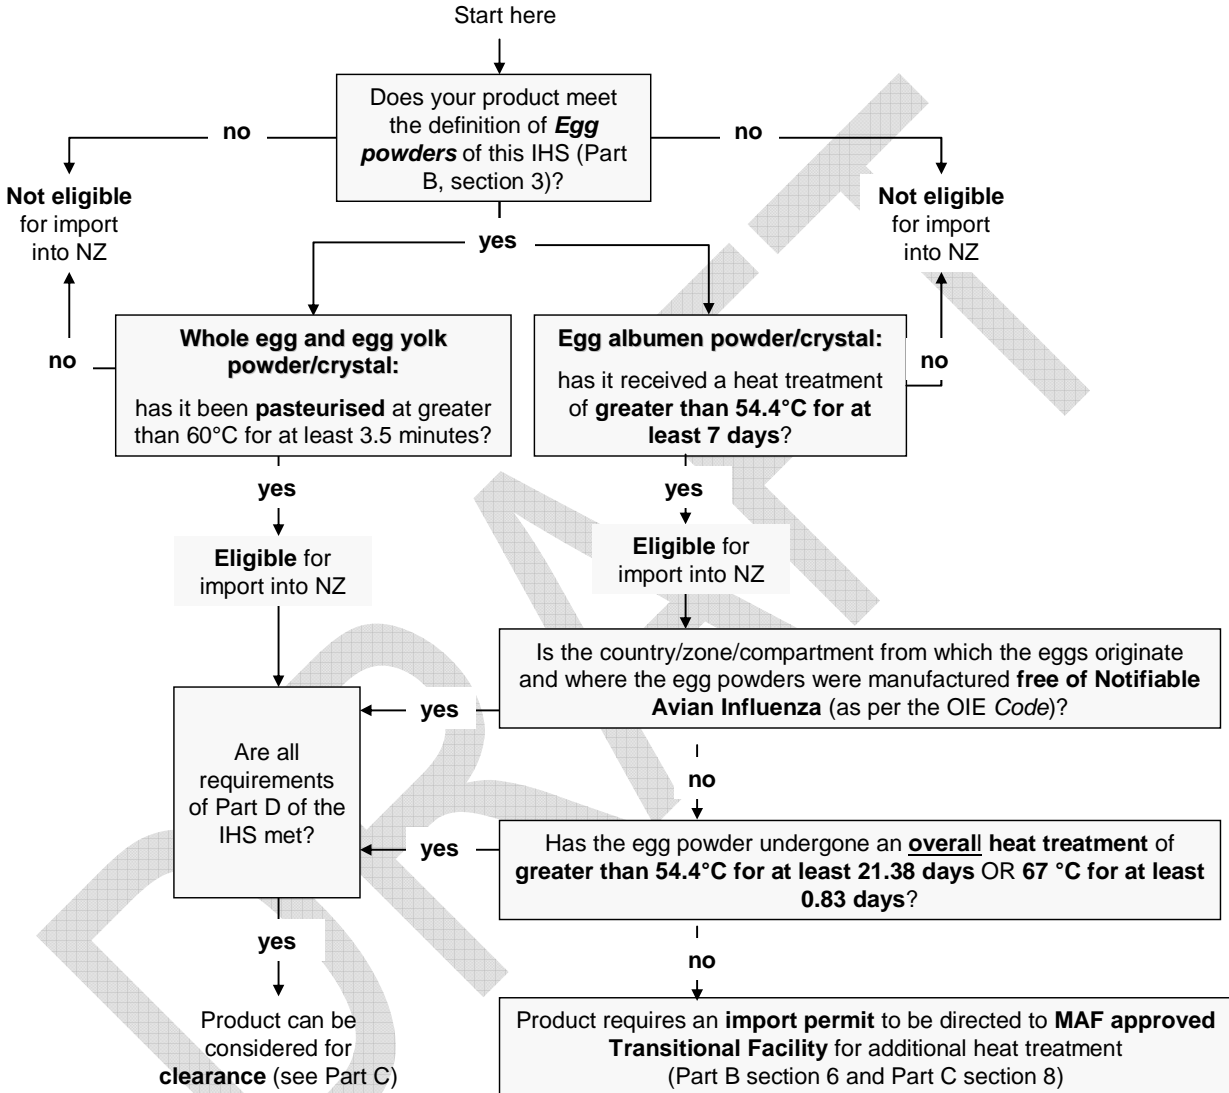 Start here
Does your product meet
the definition of Egg
powders of this IHS (Part
B, section 3)?
no
no
Not eligible
for import
into NZ
Not eligible
for import
into NZ
yes
no
Whole egg and egg yolk
powder/crystal:
has it been pasteurised at greater
than 60°C for at least 3.5 minutes?
Egg albumen powder/crystal:
has it received a heat treatment
of greater than 54.4°C for at
least 7 days?
no
yes
yes
Eligible for
import into NZ
Eligible for
import into NZ
Is the country/zone/compartment from which the eggs originate
and where the egg powders were manufactured free of Notifiable
Avian Influenza (as per the OIE Code)?
yes
Are all
requirements
of Part D of the
IHS met?
no
yes
Has the egg powder undergone an overall heat treatment of
greater than 54.4°C for at least 21.38 days OR 67 °C for at least
0.83 days?
yes
no
Product can be
considered for
clearance (see Part C)
Product requires an import permit to be directed to MAF approved
Transitional Facility for additional heat treatment
(Part B section 6 and Part C section 8)
DRAFT